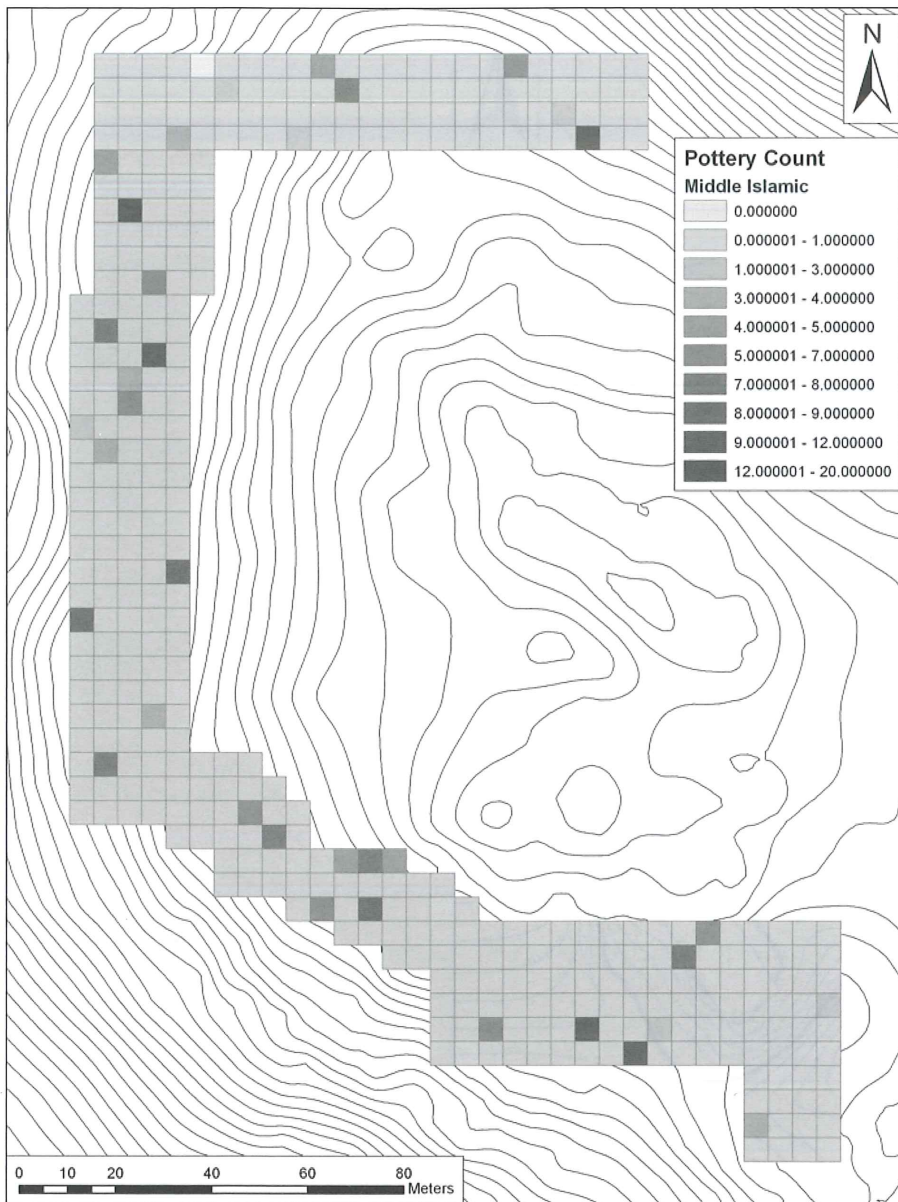 N
Pottery Count
Middle Islamic
0.000000
0.000001 - 1.000000
1.000001 - 3.000000
3.000001 - 4.000000
4.000001 - 5.000000
5.000001 - 7.000000
7.000001 - 8.000000
8.000001 - 9.000000
9.000001 - 12.000000
12.000001 - 20.000000
0 10 20 40 60 80
Meters